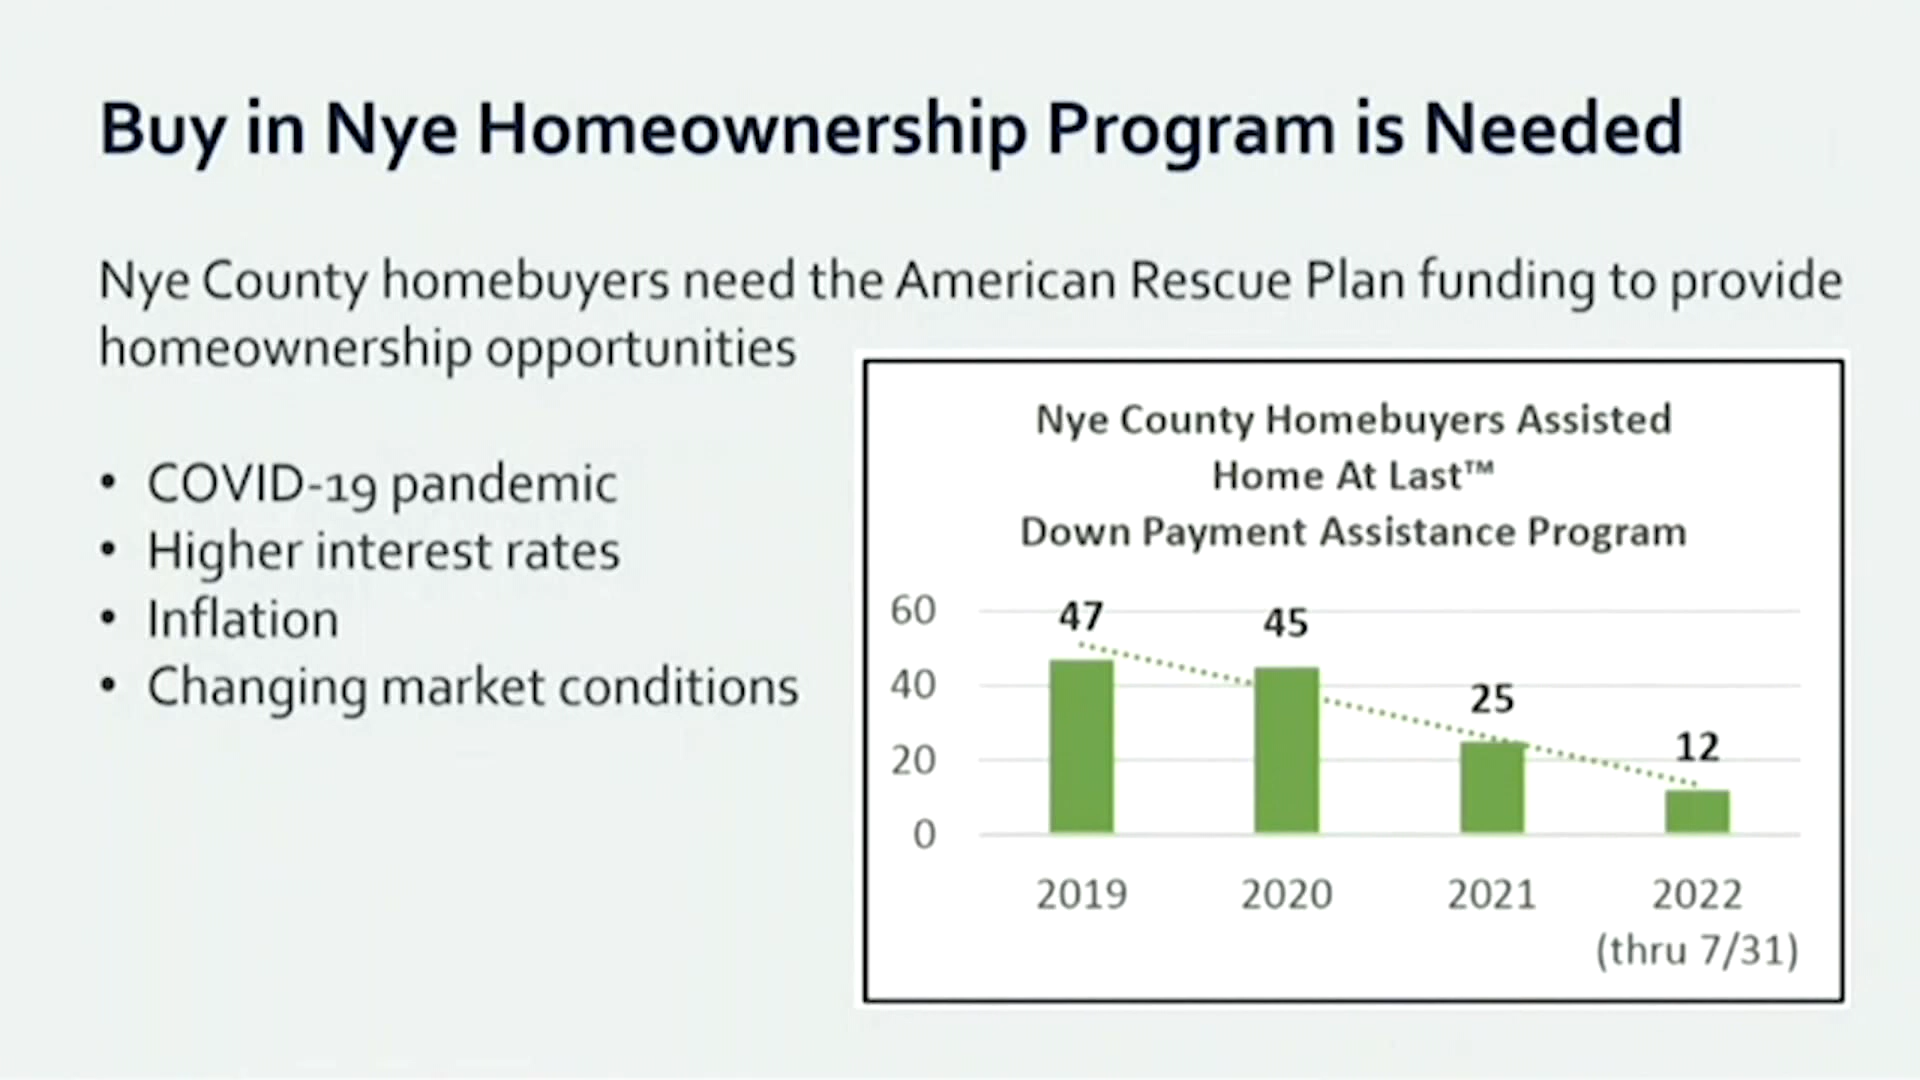 Buy in Nye Homeownership Program is Needed
Nye County homebuyers need the American Rescue Plan funding to provide
homeownership opportunities
• COVID-19 pandemic
• Higher interest rates
• Inflation
• Changing market conditions
Nye County Homebuyers Assisted
Home At Last™
Down Payment Assistance Program
60
40
20
0
47
45
25
12
2019
2020
2021
2022
(thru 7/31)